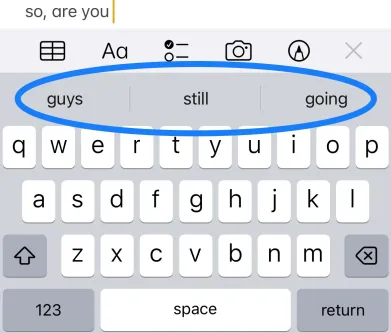 so, are you
Aa
guys still going
q w e r t y u i o p
a s d f g h j k l
z x c v b n m
123 space return